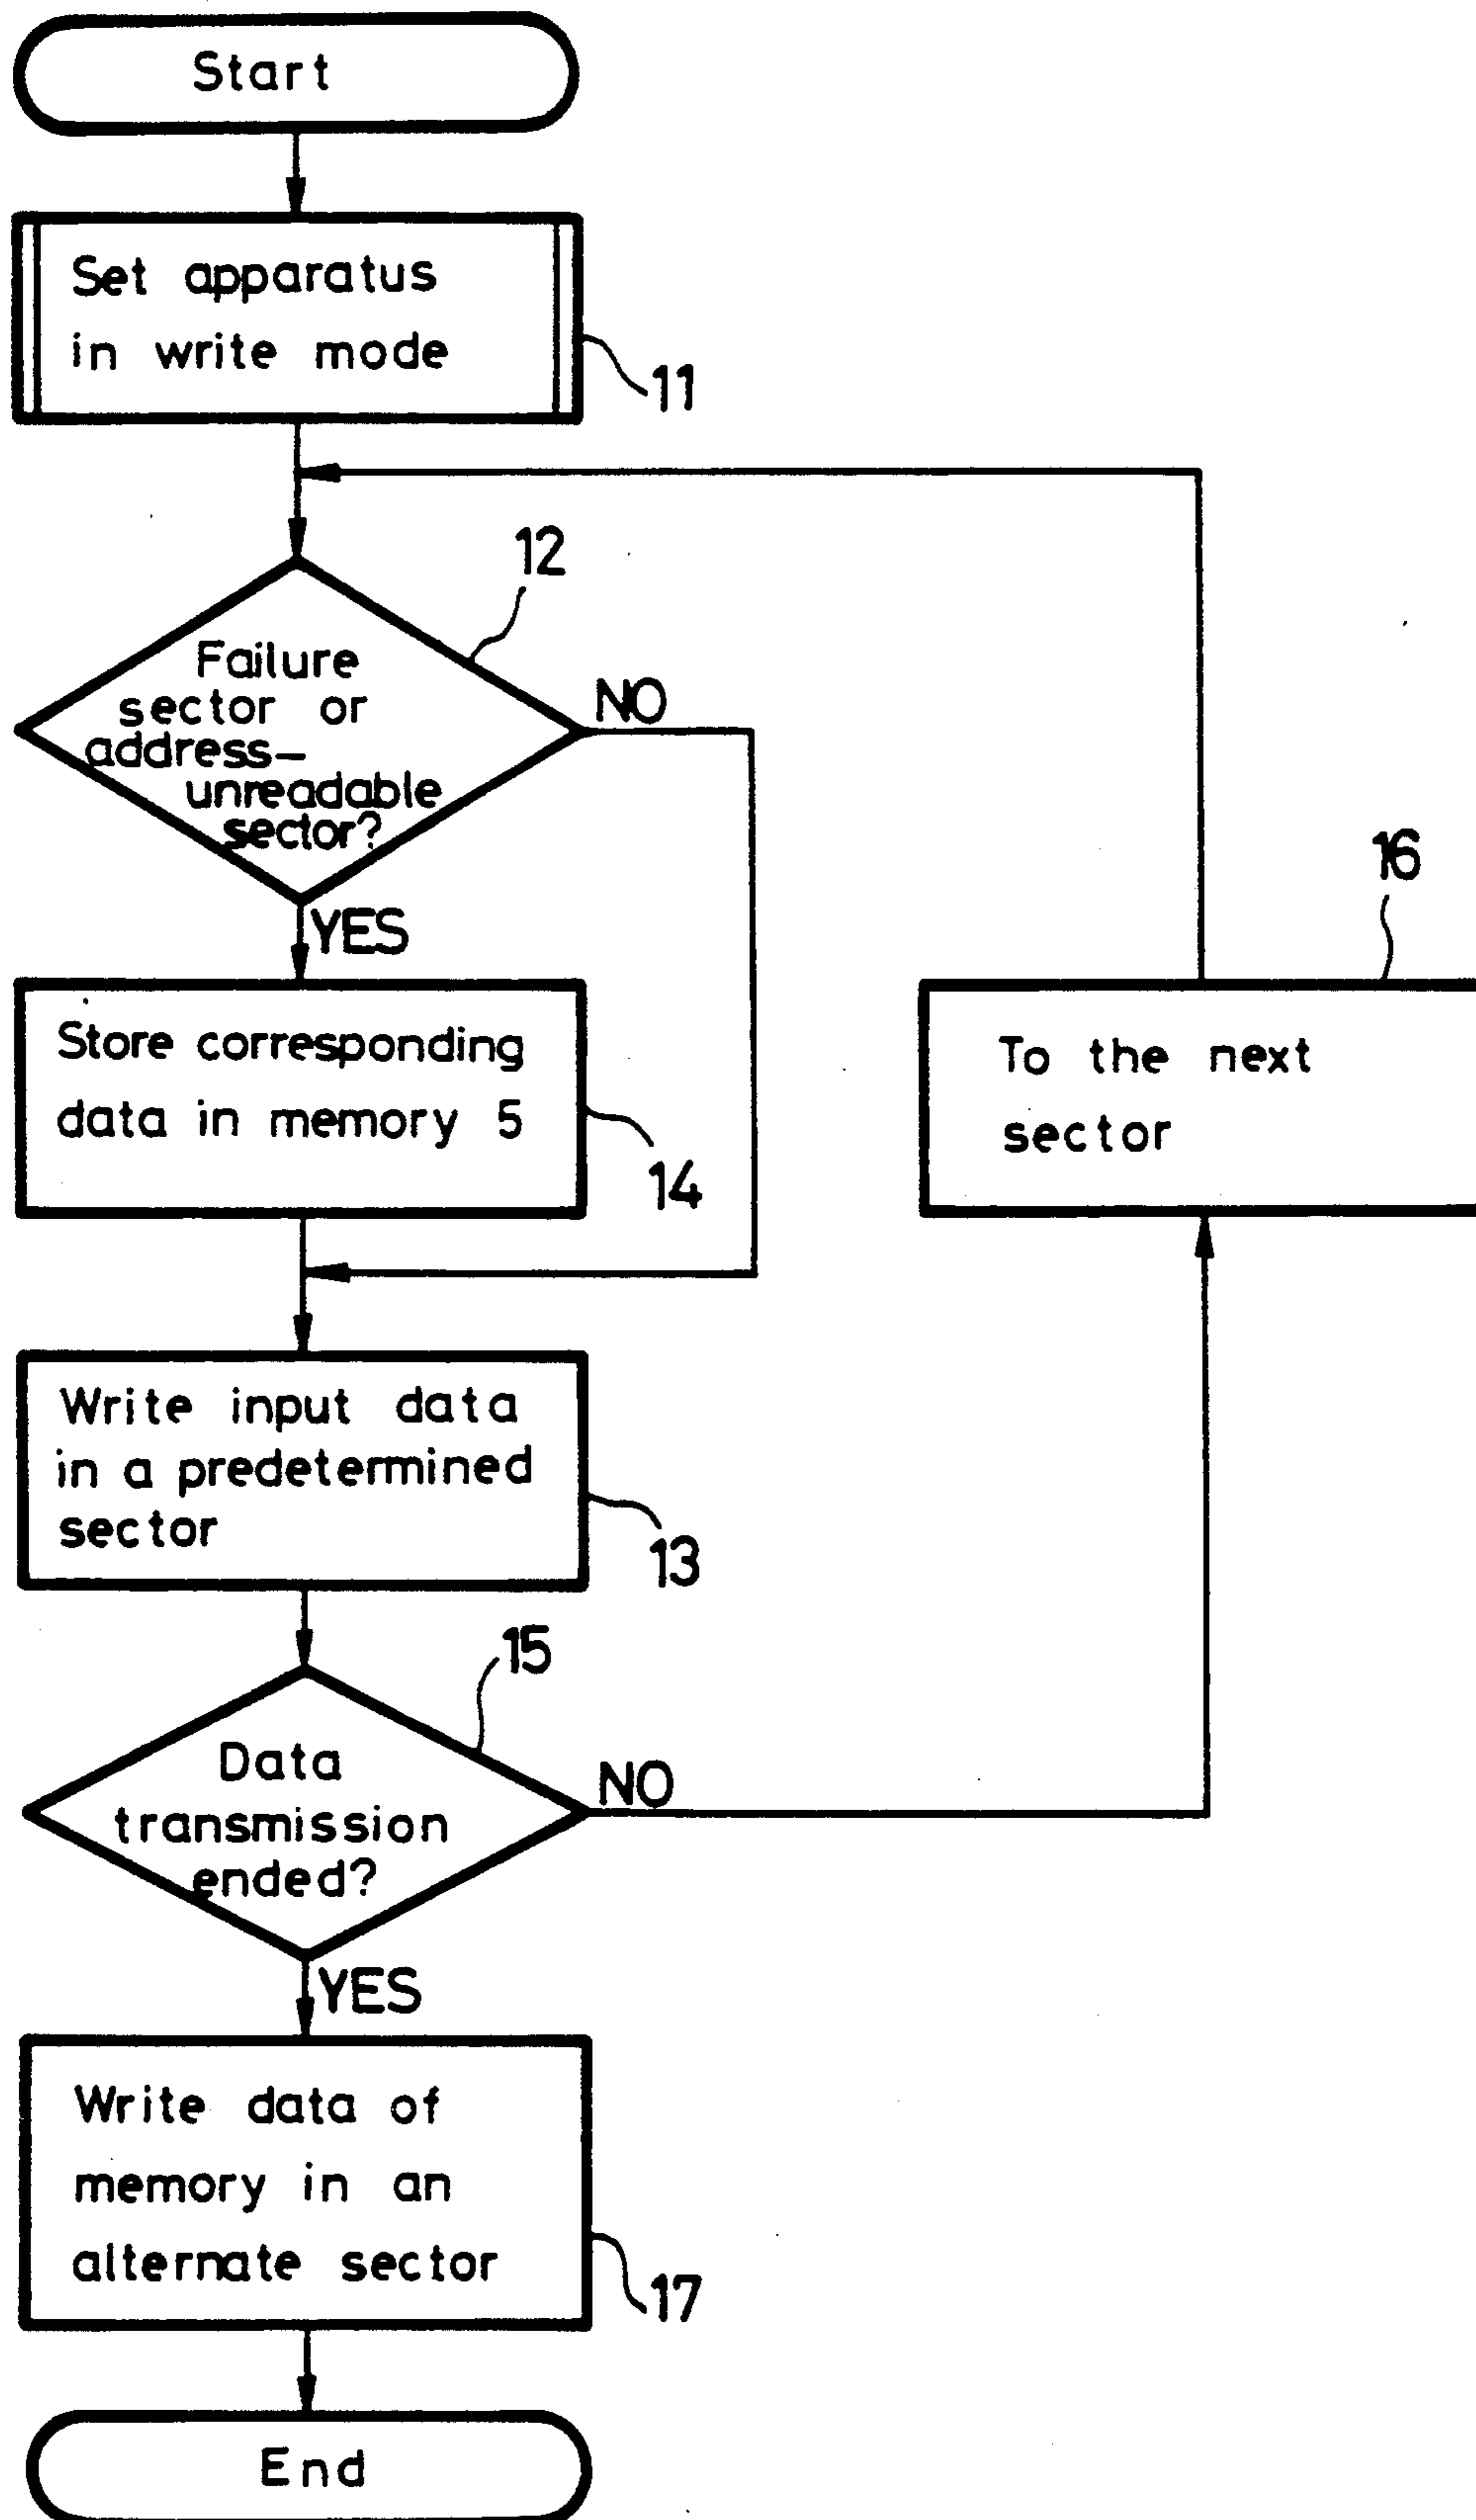 Start
Set apparatus
in write mode
11
12
Failure
sector or
address—
unreadable
sector?
NO
YES
16
Store corresponding
data in memory 5
14
To the next
sector
Write input data
in a predetermined
sector
13
15
Data
transmission
ended?
NO
YES
Write data of
memory in an
alternate sector
17
End